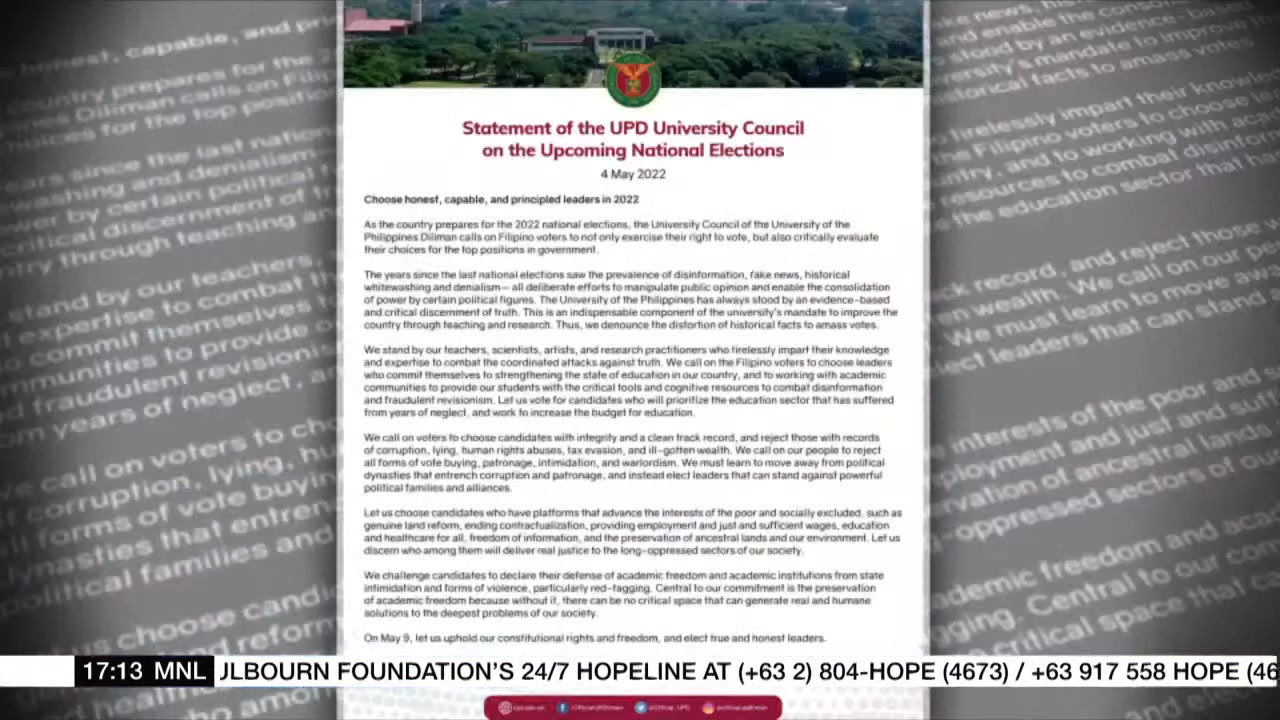 Statement of the UPD University Council
on the Upcoming National Elections
4 May 2022
Choose honest, capable, and principled leaders in 2022
As the country prepares for the 2022 national elections, the University Council of the University of the
Philippines Diliman calls on Filipino voters to not only exercise their right to vote, but also critically evaluate
their choices for the top positions in government.
The years since the last national elections saw the prevalence of disinformation, fake news, historical
whitewashing and denialism— all deliberate efforts to manipulate public opinion and enable the consolidation
of power by certain political figures. The University of the Philippines has always stood by an evidence-based
and critical discernment of truth. This is an indispensable component of the university's mandate to improve the
country through teaching and research. Thus, we denounce the distortion of historical facts to amass votes.
We stand by our teachers, scientists, artists, and research practitioners who tirelessly impart their knowledge
and expertise to combat the coordinated attacks against truth. We call on the Filipino voters to choose leaders
who commit themselves to strengthening the state of education in our country, and to working with academic
communities to provide our students with the critical tools and cognitive resources to combat disinformation
and fraudulent revisionism. Let us vote for candidates who will prioritize the education sector that has suffered
from years of neglect, and work to increase the budget for education.
We call on voters to choose candidates with integrity and a clean track record, and reject those with records
of corruption, lying, human rights abuses, tax evasion, and ill-gotten wealth. We call on our people to reject
all forms of vote buying, patronage, intimidation, and warlordism. We must learn to move away from political
dynasties that entrench corruption and patronage, and instead elect leaders that can stand against powerful
political families and alliances.
Let us choose candidates who have platforms that advance the interests of the poor and socially excluded, such as
genuine land reform, ending contractualization, providing employment and just and sufficient wages, education
and healthcare for all, freedom of information, and the preservation of ancestral lands and our environment. Let us
discern who among them will deliver real justice to the long-oppressed sectors of our society.
We challenge candidates to declare their defense of academic freedom and academic institutions from state
intimidation and forms of violence, particularly red-tagging. Central to our commitment is the preservation
of academic freedom because without it, there can be no critical space that can generate real and humane
solutions to the deepest problems of our society.
On May 9, let us uphold our constitutional rights and freedom, and elect true and honest leaders.
17:13 MNL JLBOURN FOUNDATION'S 24/7 HOPELINE AT (+63 2) 804-HOPE (4673) / +63 917 558 HOPE (46